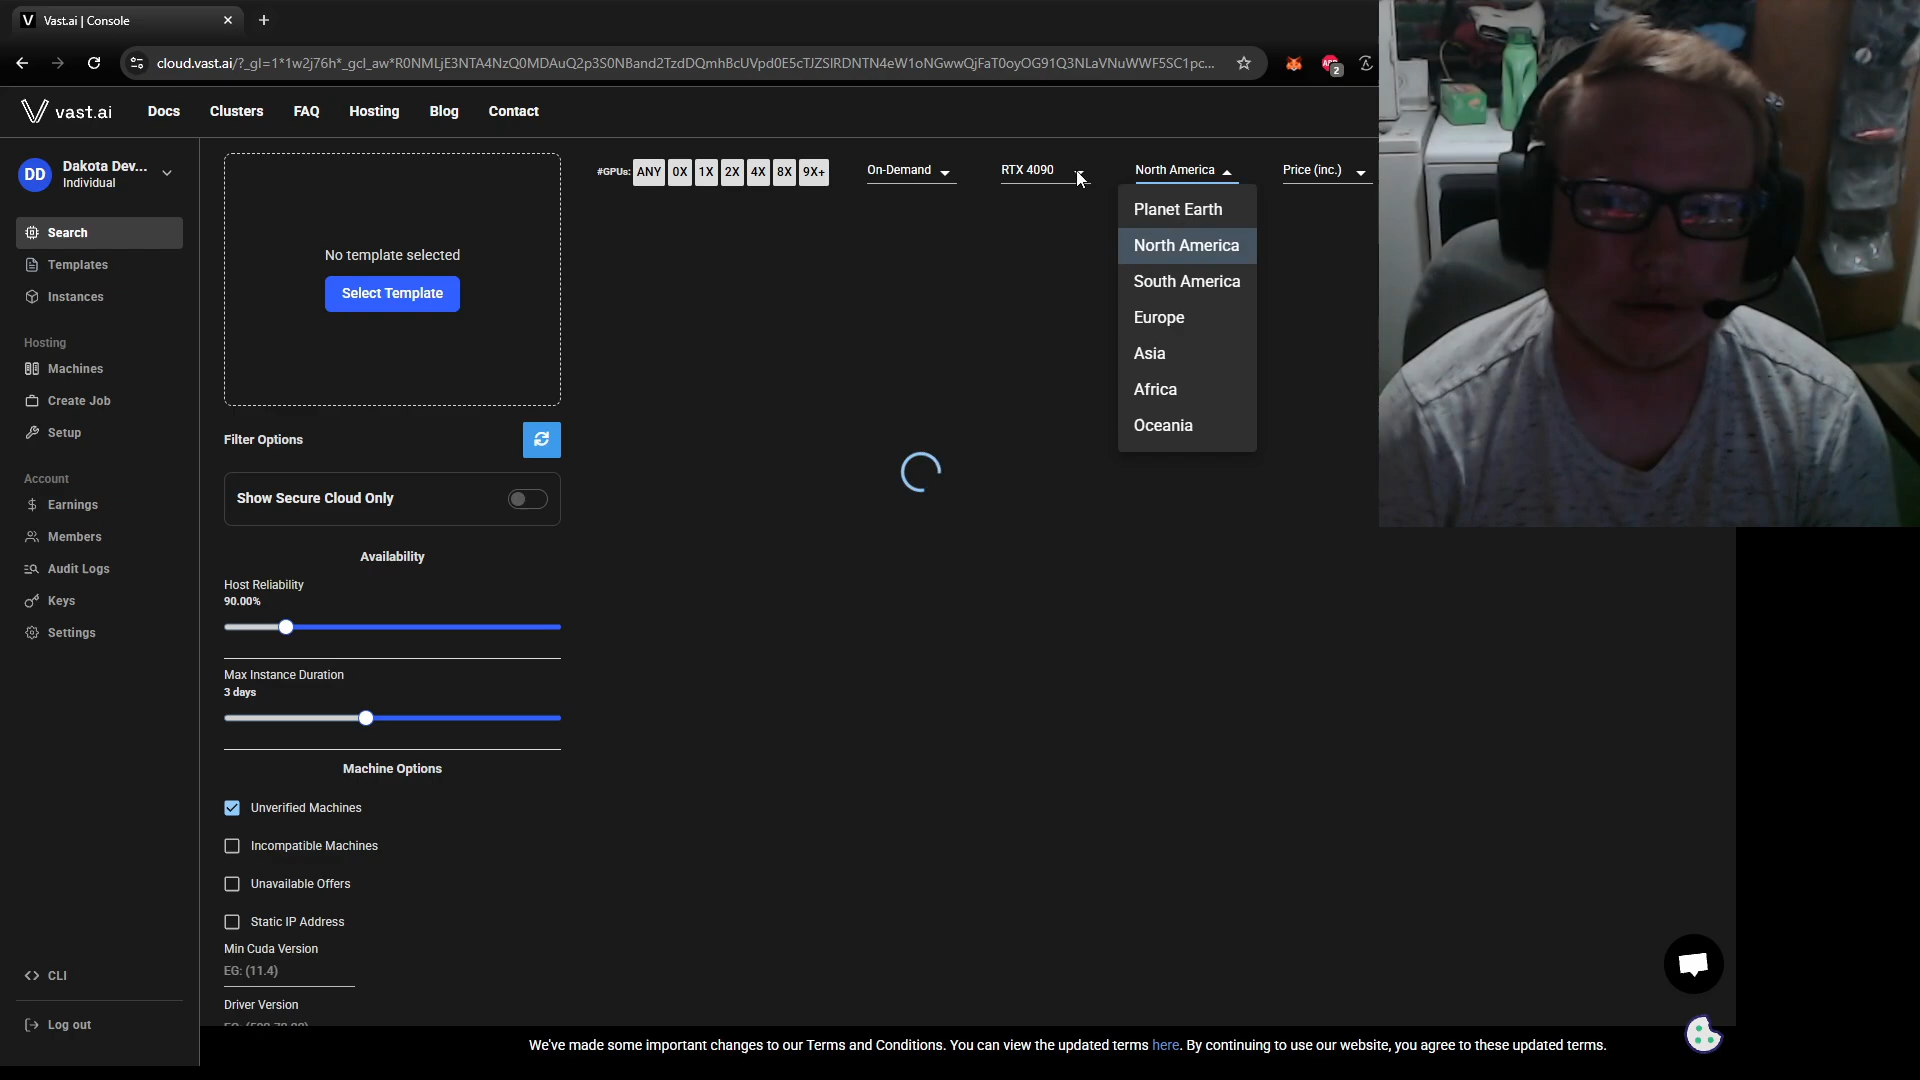 Vast.ai | Console
cloud.vast.ai/?_gl=1*1w2j76h*_gcl_aw*R0NMLjE3NTA4NzQ0MDAuQ2p3S0NBand2TzdDQmhBcUVpd0E5cTJZSlRDNTN4eW1oNGwwQjFaT0oyOG91Q3NLaVNuWWF5SC1pc...
2
vast.ai
Docs Clusters FAQ Hosting Blog Contact
DD
Dakota Dev...
Individual
Search
Templates
Instances
Hosting
Machines
Create Job
Setup
Account
Earnings
Members
Audit Logs
Keys
Settings
CLI
Log out
No template selected
Select Template
Filter Options
Show Secure Cloud Only
Availability
Host Reliability
90.00%
Max Instance Duration
3 days
Machine Options
Unverified Machines
Incompatible Machines
Unavailable Offers
Static IP Address
Min Cuda Version
EG: (11.4)
Driver Version
#GPUs: ANY 0X 1X 2X 4X 8X 9X+ On-Demand RTX 4090 North America Price (inc.)
Planet Earth
North America
South America
Europe
Asia
Africa
Oceania
We've made some important changes to our Terms and Conditions. You can view the updated terms here. By continuing to use our website, you agree to these updated terms.